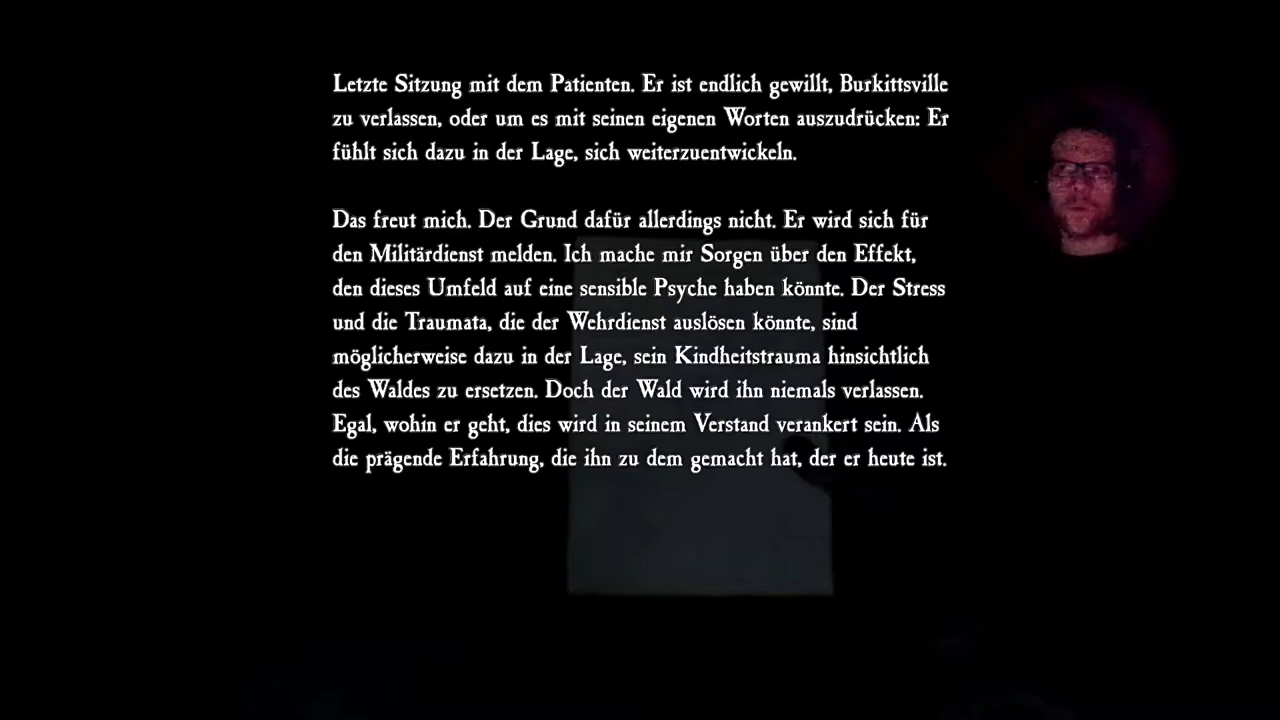 Letzte Sitzung mit dem Patienten. Er ist endlich gewillt, Burkittsville
zu verlassen, oder um es mit seinen eigenen Worten auszudrücken: Er
fühlt sich dazu in der Lage, sich weiterzuentwickeln.
Das freut mich. Der Grund dafür allerdings nicht. Er wird sich für
den Militärdienst melden. Ich mache mir Sorgen über den Effekt,
den dieses Umfeld auf eine sensible Psyche haben könnte. Der Stress
und die Traumata, die der Wehrdienst auslösen könnte, sind
möglicherweise dazu in der Lage, sein Kindheitstrauma hinsichtlich
des Waldes zu ersetzen. Doch der Wald wird ihn niemals verlassen.
Egal, wohin er geht, dies wird in seinem Verstand verankert sein. Als
die prägende Erfahrung, die ihn zu dem gemacht hat, der er heute ist.